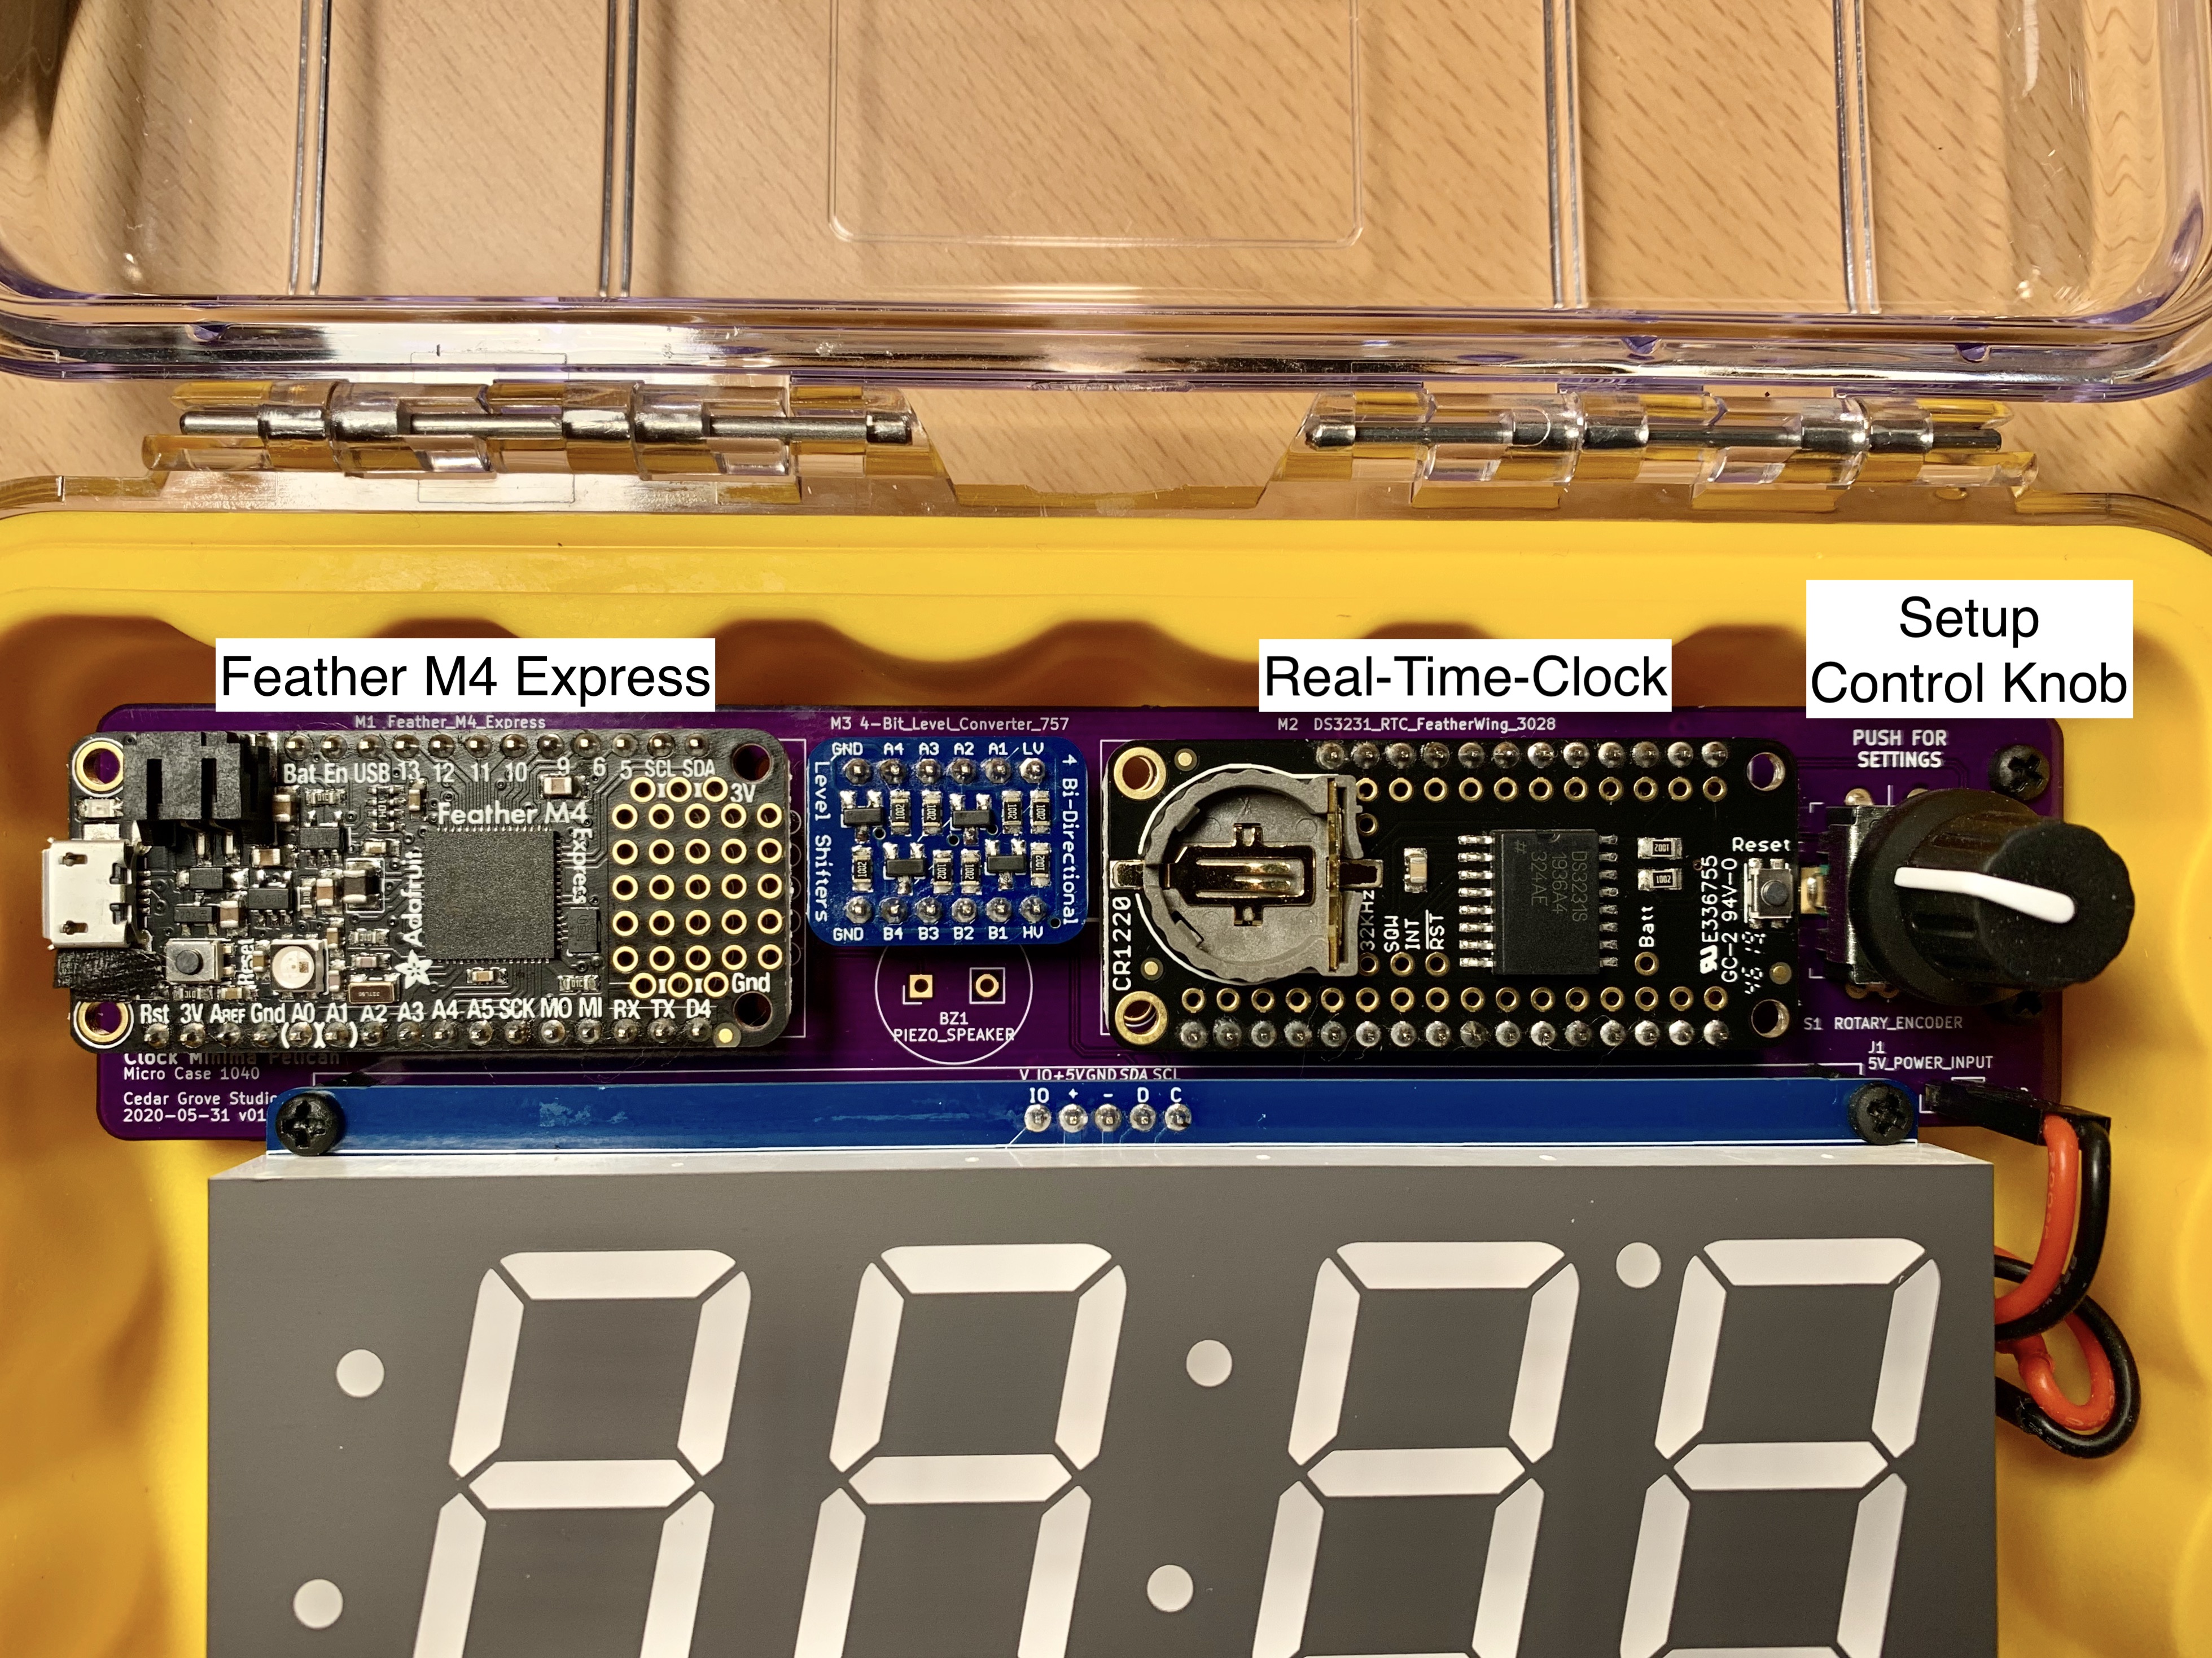 Feather M4 Express
Real-Time-Clock
Setup
Control Knob
M1 Feather_M4_Express
M3 4-Bit_Level_Converter_757
M2 DS3231_RTC_FeatherWing_3028
PUSH FOR
SETTINGS
Bat En USB 13 12 11 10 9 6 5 SCL SDA
3V
Feather M4
Express
Adafruit
Reset
Gnd
Rst 3V AREF Gnd A0 A1 A2 A3 A4 A5 SCK MO MI RX TX D4
GND A4 A3 A2 A1 LV
Level Shifters
4 Bi-Directional
GND B4 B3 B2 B1 HV
BZ1
PIEZO_SPEAKER
CR1220
32KHz
SQW
INT
RST
DS3231S
1936A4
324AE
#
Batt
E336755
GC-2 94V-0
46 19
Reset
S1 ROTARY_ENCODER
J1
5V_POWER_INPUT
Clock Minima Pelican
Micro Case 1040
Cedar Grove Studio
2020-05-31 v01
V_IO +5V GND SDA SCL
IO + - D C